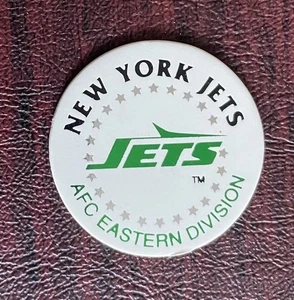 NEW YORK JETS
JETS
TM
AFC EASTERN DIVISION